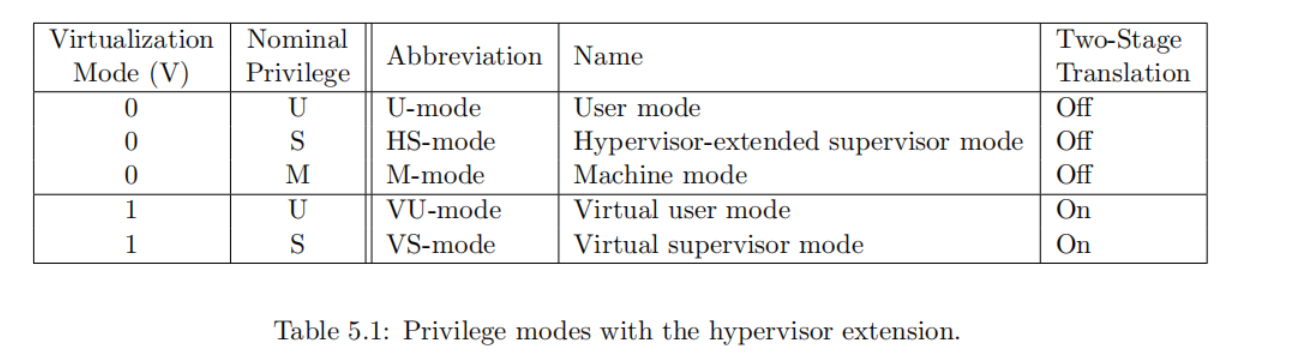 Virtualization Mode (V) Nominal Privilege Abbreviation Name Two-Stage Translation
0 U U-mode User mode Off
0 S HS-mode Hypervisor-extended supervisor mode Off
0 M M-mode Machine mode Off
1 U VU-mode Virtual user mode On
1 S VS-mode Virtual supervisor mode On
Table 5.1: Privilege modes with the hypervisor extension.